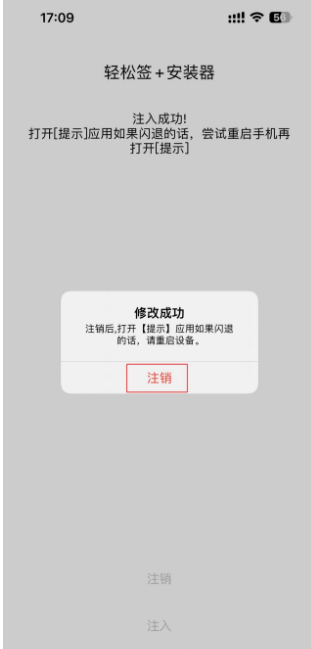 17:09
轻松签+安装器
注入成功!
打开[提示]应用如果闪退的话，尝试重启手机再
打开[提示]
修改成功
注销后,打开【提示】应用如果闪退
的话，请重启设备。
注销
注销
注入